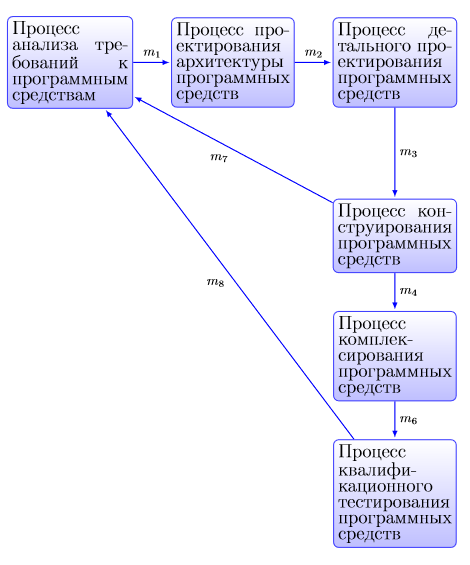 Процесс
анализа тре-
бований к
программным
средствам
m1
Процесс про-
ектирования
архитектуры
программных
средств
m2
Процесс де-
тального про-
ектирования
программных
средств
m3
m7
Процесс кон-
струирования
программных
средств
m4
m8
Процесс
комплек-
сирования
программных
средств
m6
Процесс
квалифи-
кационного
тестирования
программных
средств